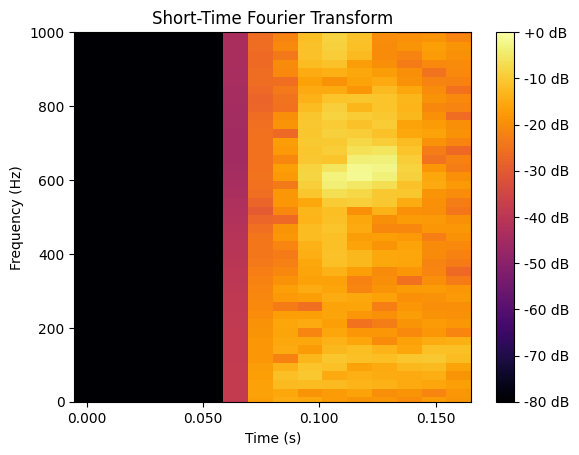 Short-Time Fourier Transform
1000
800
600
400
200
0
Frequency (Hz)
0.000
0.050
0.100
0.150
Time (s)
+0 dB
-10 dB
-20 dB
-30 dB
-40 dB
-50 dB
-60 dB
-70 dB
-80 dB